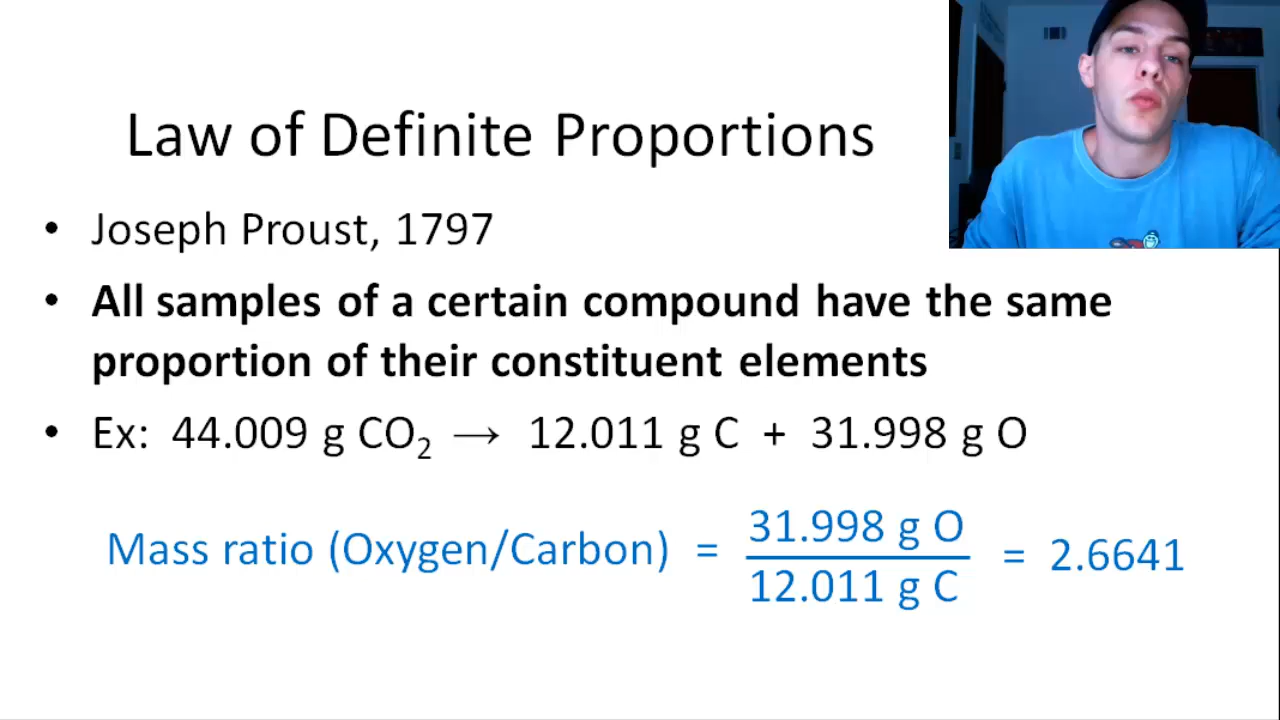 Law of Definite Proportions
• Joseph Proust, 1797
• All samples of a certain compound have the same
proportion of their constituent elements
• Ex: 44.009 g CO₂ → 12.011 g C + 31.998 g O
Mass ratio (Oxygen/Carbon) = 31.998 g O / 12.011 g C = 2.6641